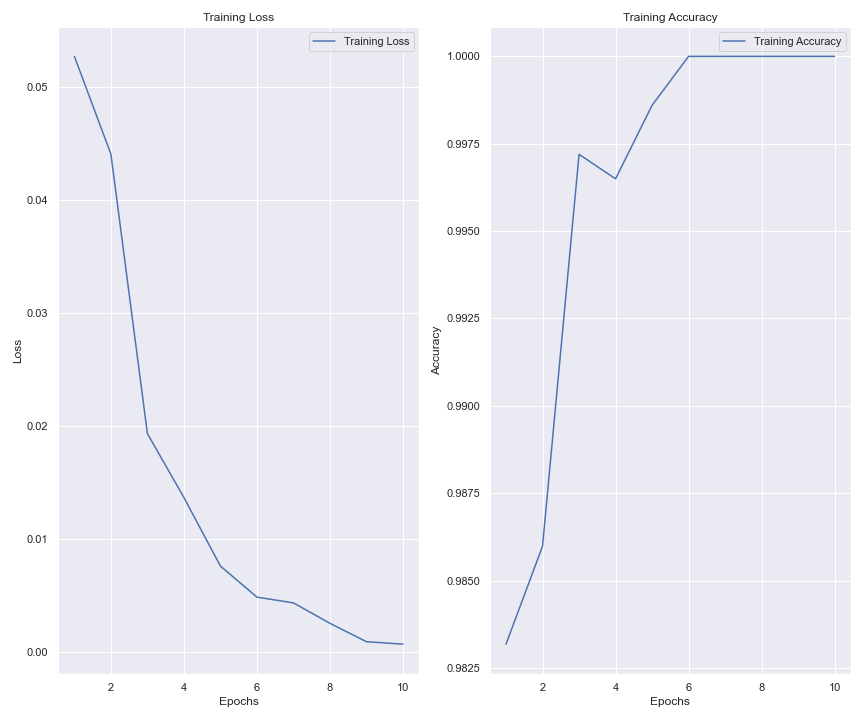 Training Loss
Training Loss
0.05
0.04
0.03
0.02
0.01
0.00
Loss
2 4 6 8 10
Epochs
Training Accuracy
Training Accuracy
1.0000
0.9975
0.9950
0.9925
0.9900
0.9875
0.9850
0.9825
Accuracy
2 4 6 8 10
Epochs